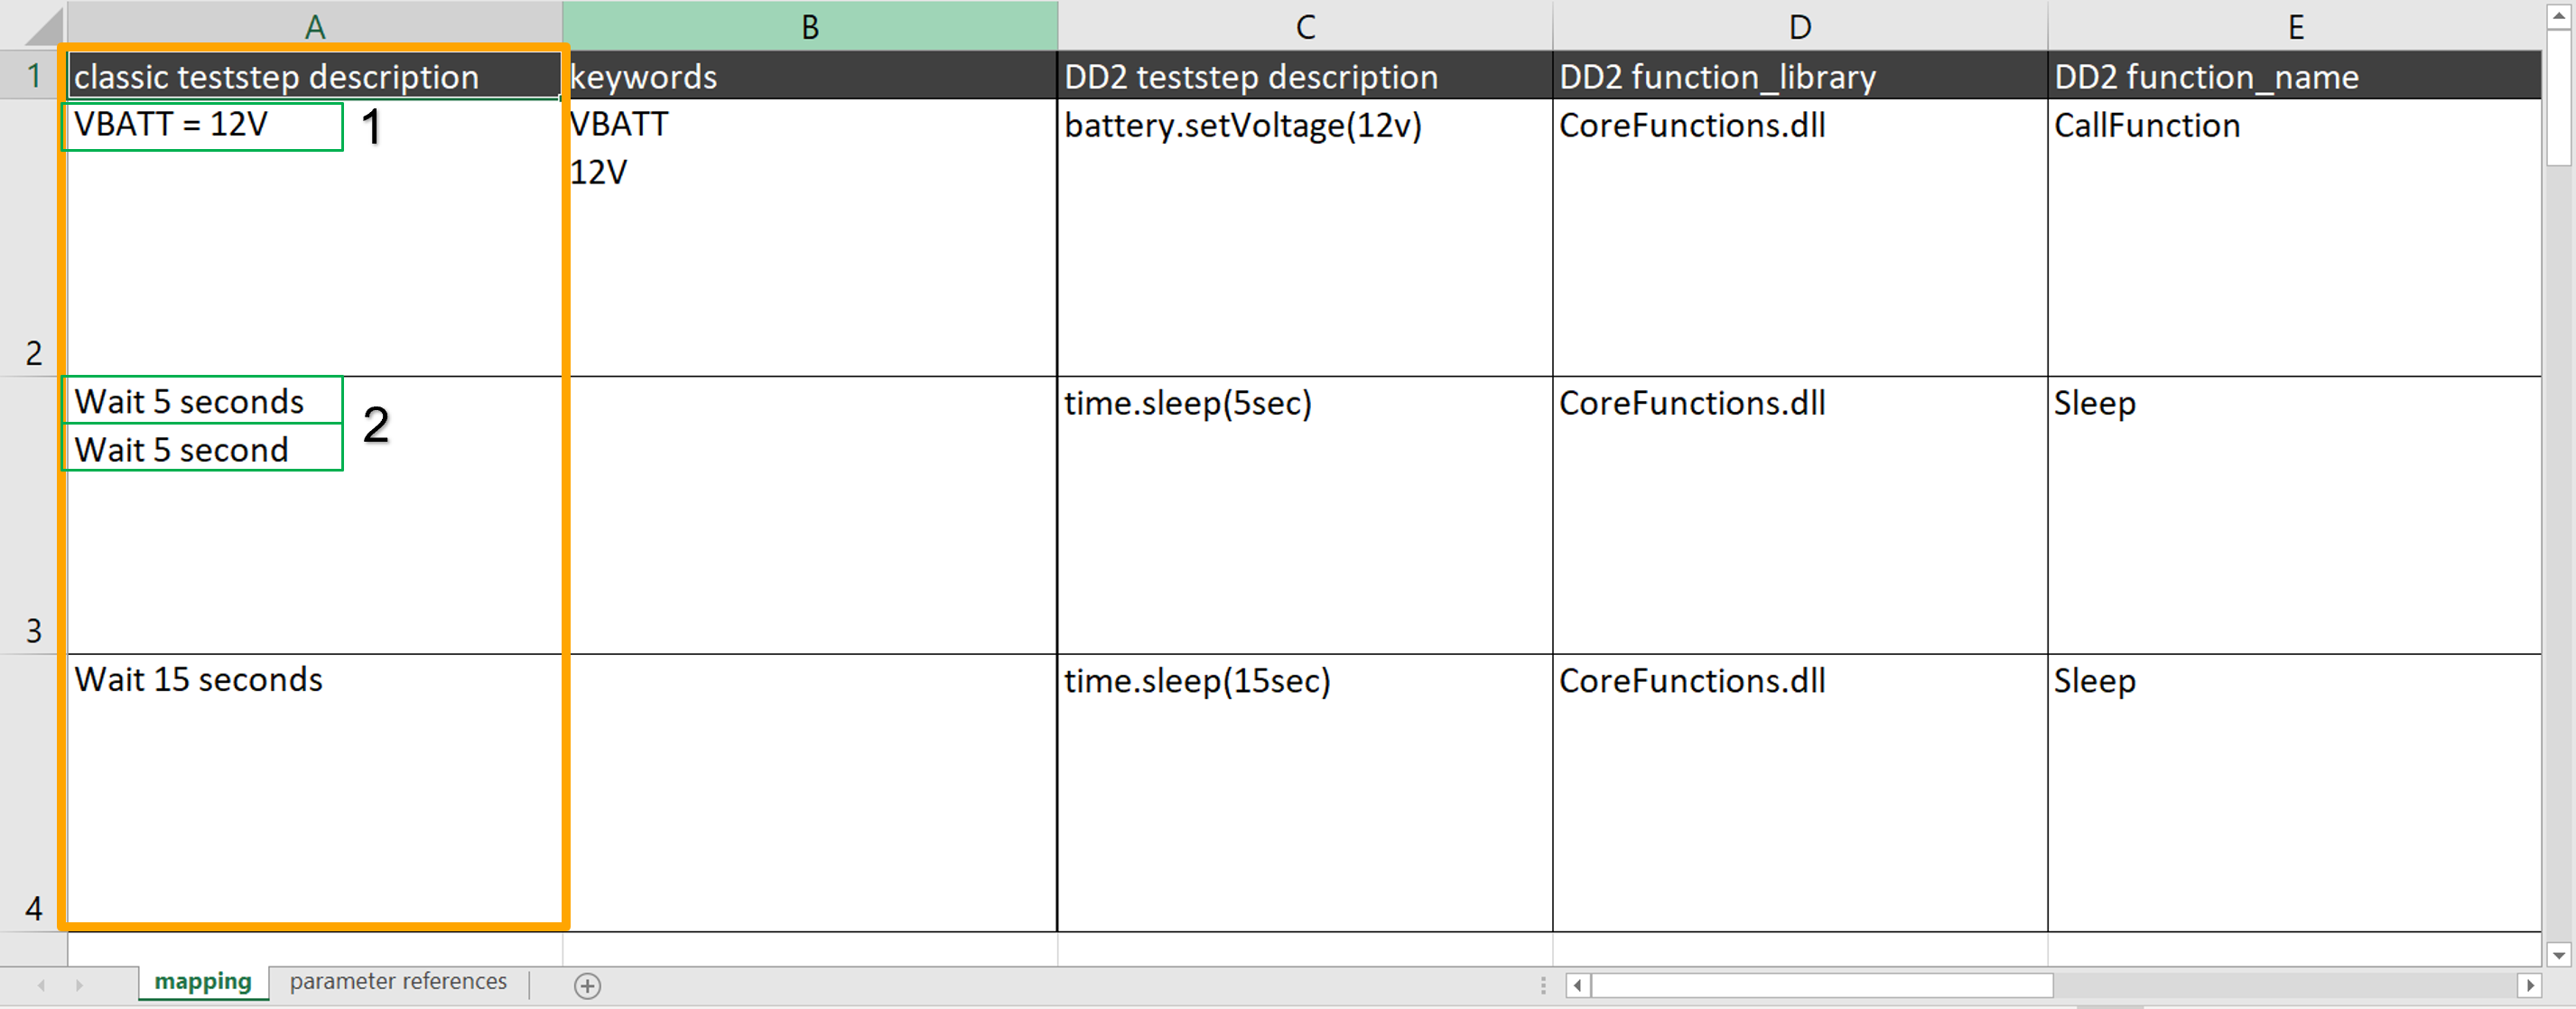 A B C D E
1 classic teststep description keywords DD2 teststep description DD2 function_library DD2 function_name
VBATT = 12V 1 VBATT battery.setVoltage(12v) CoreFunctions.dll CallFunction
12V
2
Wait 5 seconds time.sleep(5sec) CoreFunctions.dll Sleep
2
Wait 5 second
3
Wait 15 seconds time.sleep(15sec) CoreFunctions.dll Sleep
4
mapping parameter references